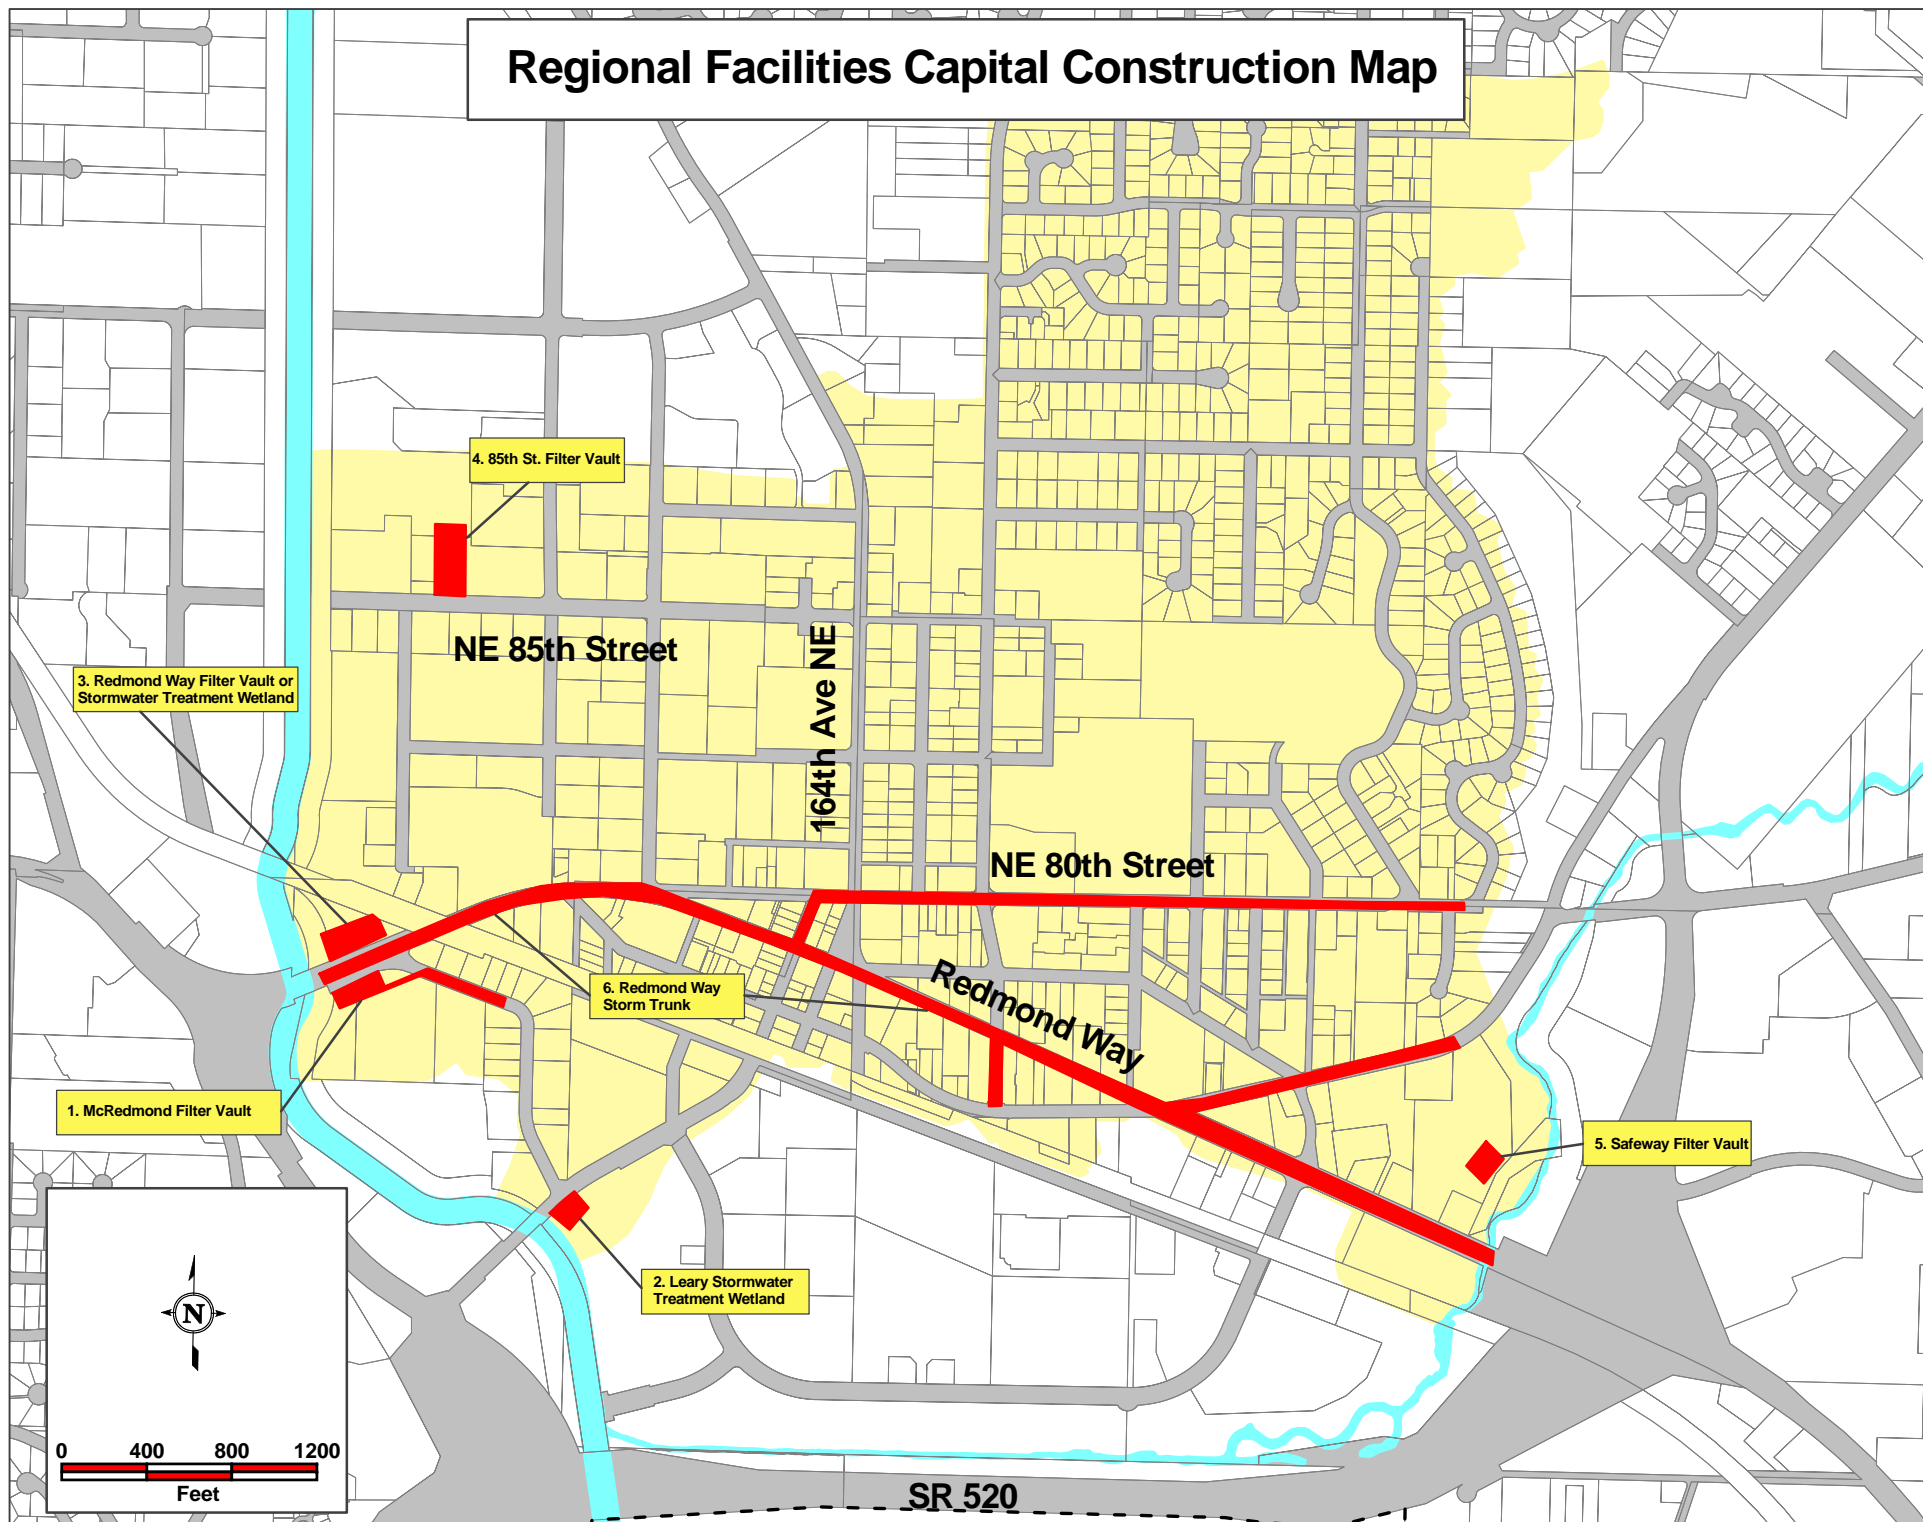 Regional Facilities Capital Construction Map
4. 85th St. Filter Vault
NE 85th Street
164th Ave NE
3. Redmond Way Filter Vault or
Stormwater Treatment Wetland
NE 80th Street
6. Redmond Way
Storm Trunk
Redmond Way
1. McRedmond Filter Vault
5. Safeway Filter Vault
2. Leary Stormwater
Treatment Wetland
N
0 400 800 1200
Feet
SR 520